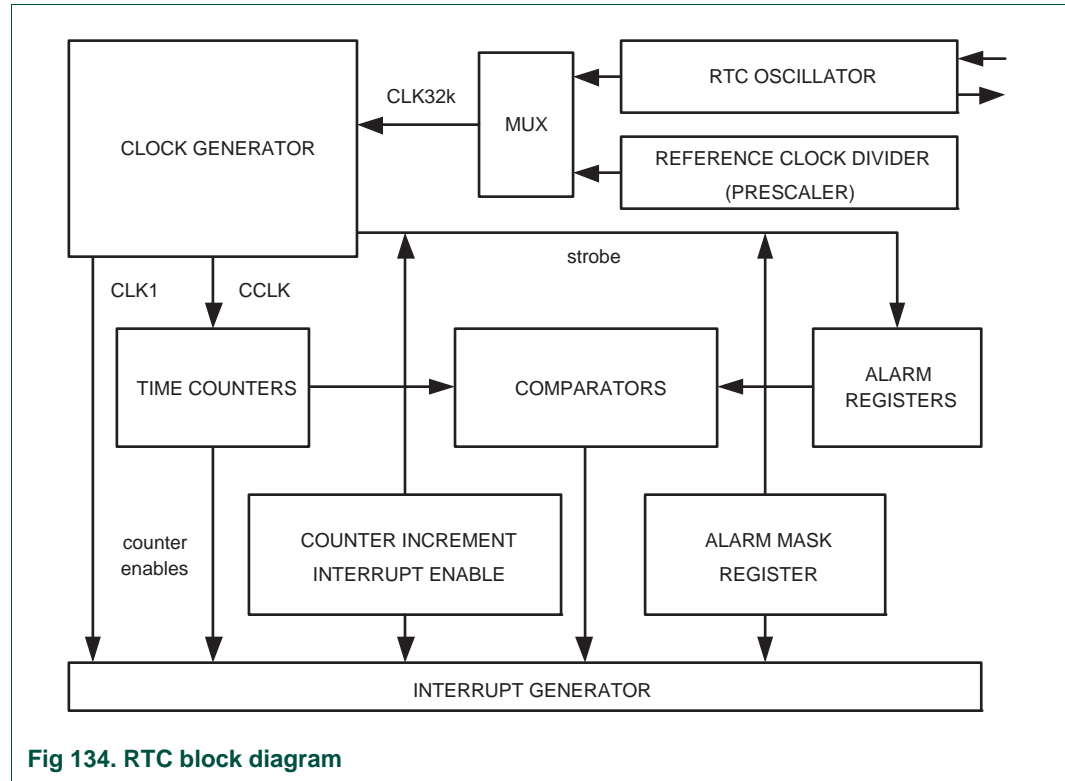 RTC OSCILLATOR
CLK32k
MUX
CLOCK GENERATOR
REFERENCE CLOCK DIVIDER
(PRESCALER)
strobe
CLK1
CCLK
TIME COUNTERS
COMPARATORS
ALARM
REGISTERS
counter
enables
COUNTER INCREMENT
INTERRUPT ENABLE
ALARM MASK
REGISTER
INTERRUPT GENERATOR
Fig 134. RTC block diagram